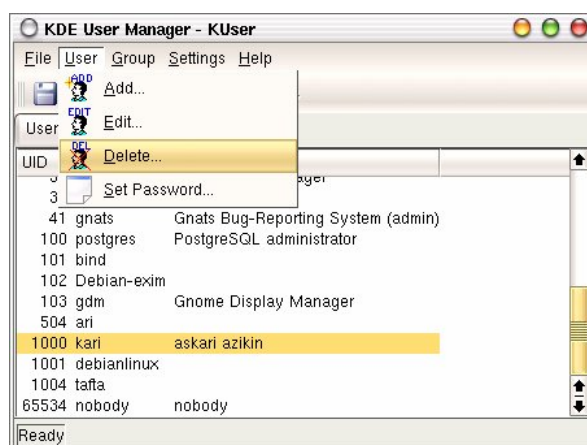 KDE User Manager - KUser
File User Group Settings Help
ADD Add...
EDIT Edit...
DEL Delete...
Set Password...
User
UID
3
41 gnats Gnats Bug-Reporting System (admin)
100 postgres PostgreSQL administrator
101 bind
102 Debian-exim
103 gdm Gnome Display Manager
504 ari
1000 kari askari azikin
1001 debianlinux
1004 tafta
65534 nobody nobody
Ready